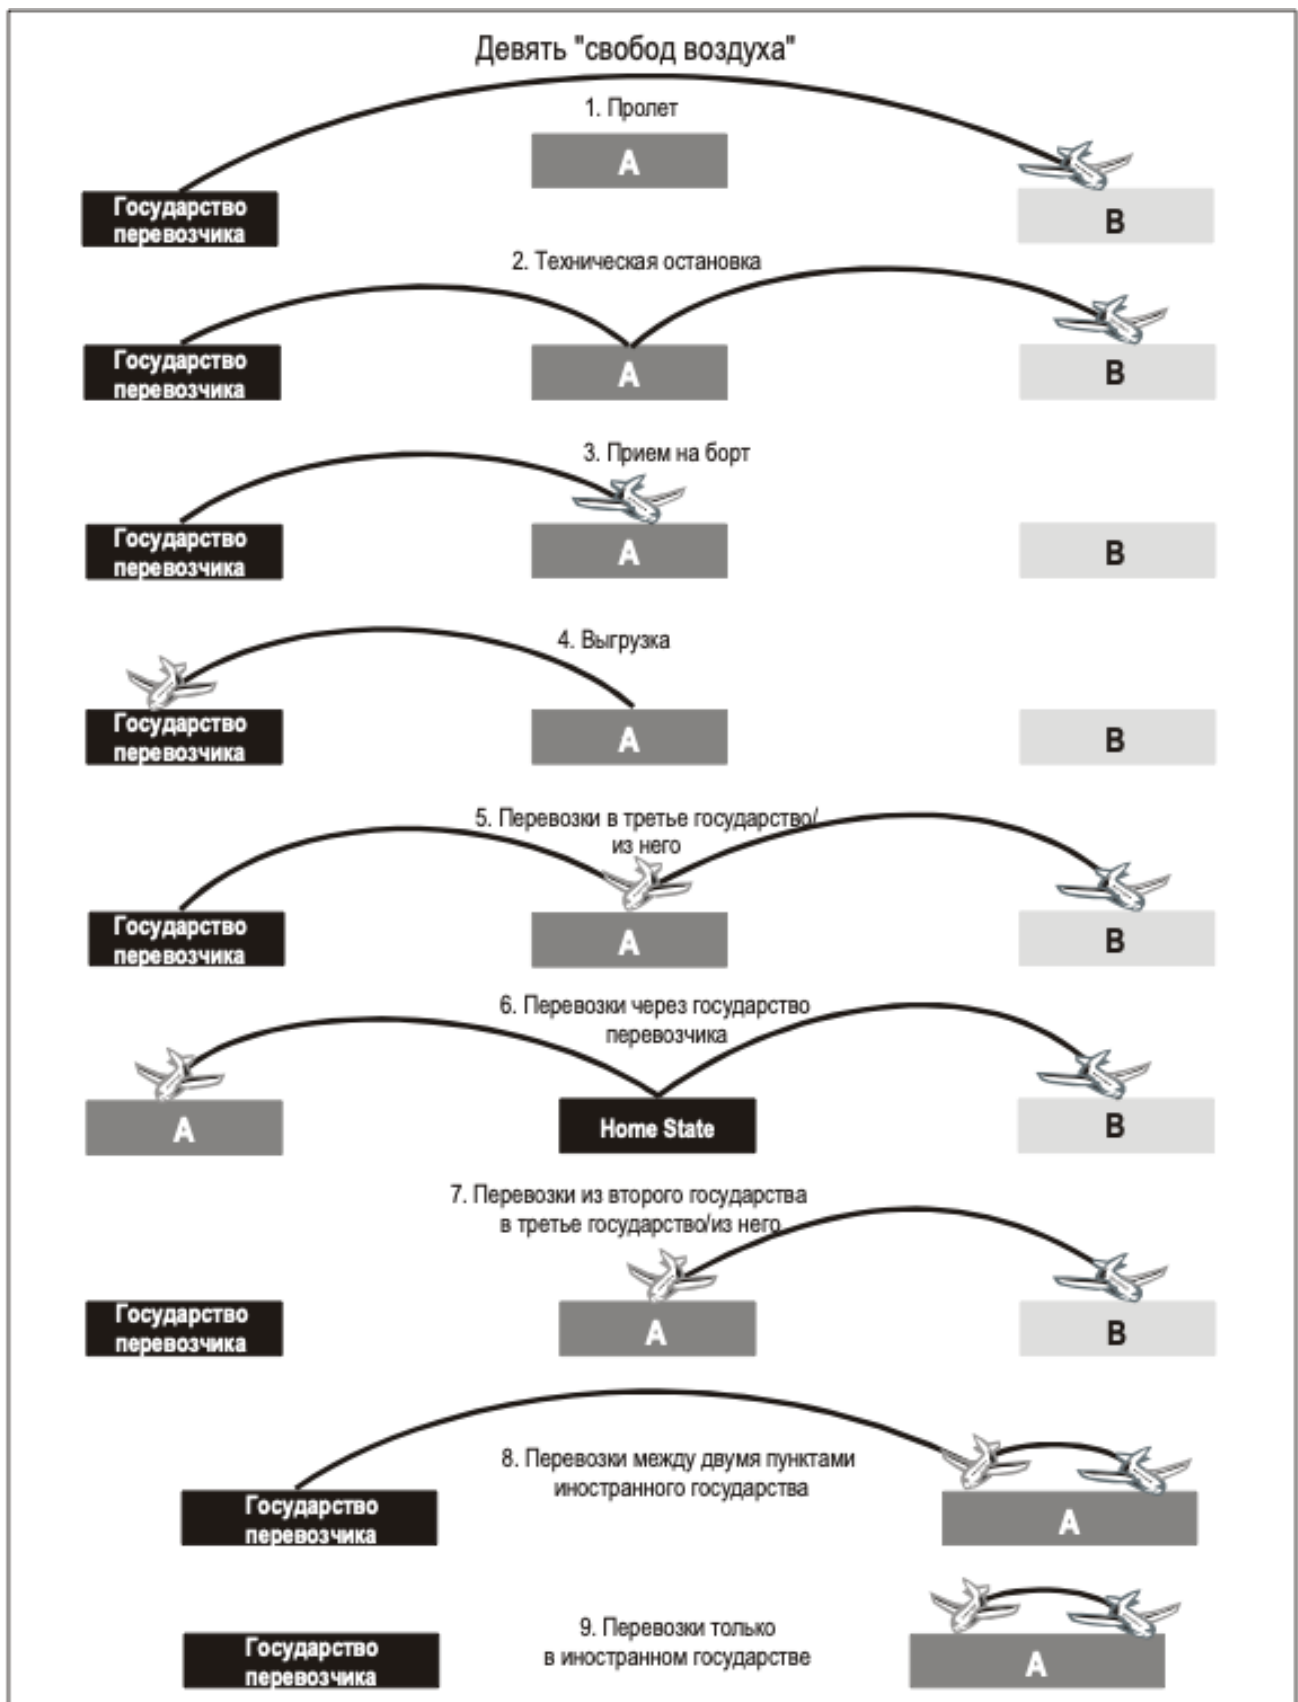 Девять "свобод воздуха"
1. Пролет
A
Государство
перевозчика
B
2. Техническая остановка
Государство
перевозчика
A
B
3. Прием на борт
Государство
перевозчика
A
B
4. Выгрузка
Государство
перевозчика
A
B
5. Перевозки в третье государство/
из него
Государство
перевозчика
A
B
6. Перевозки через государство
перевозчика
A
Home State
B
7. Перевозки из второго государства
в третье государство/из него
Государство
перевозчика
A
B
8. Перевозки между двумя пунктами
иностранного государства
Государство
перевозчика
A
9. Перевозки только
в иностранном государстве
Государство
перевозчика
A